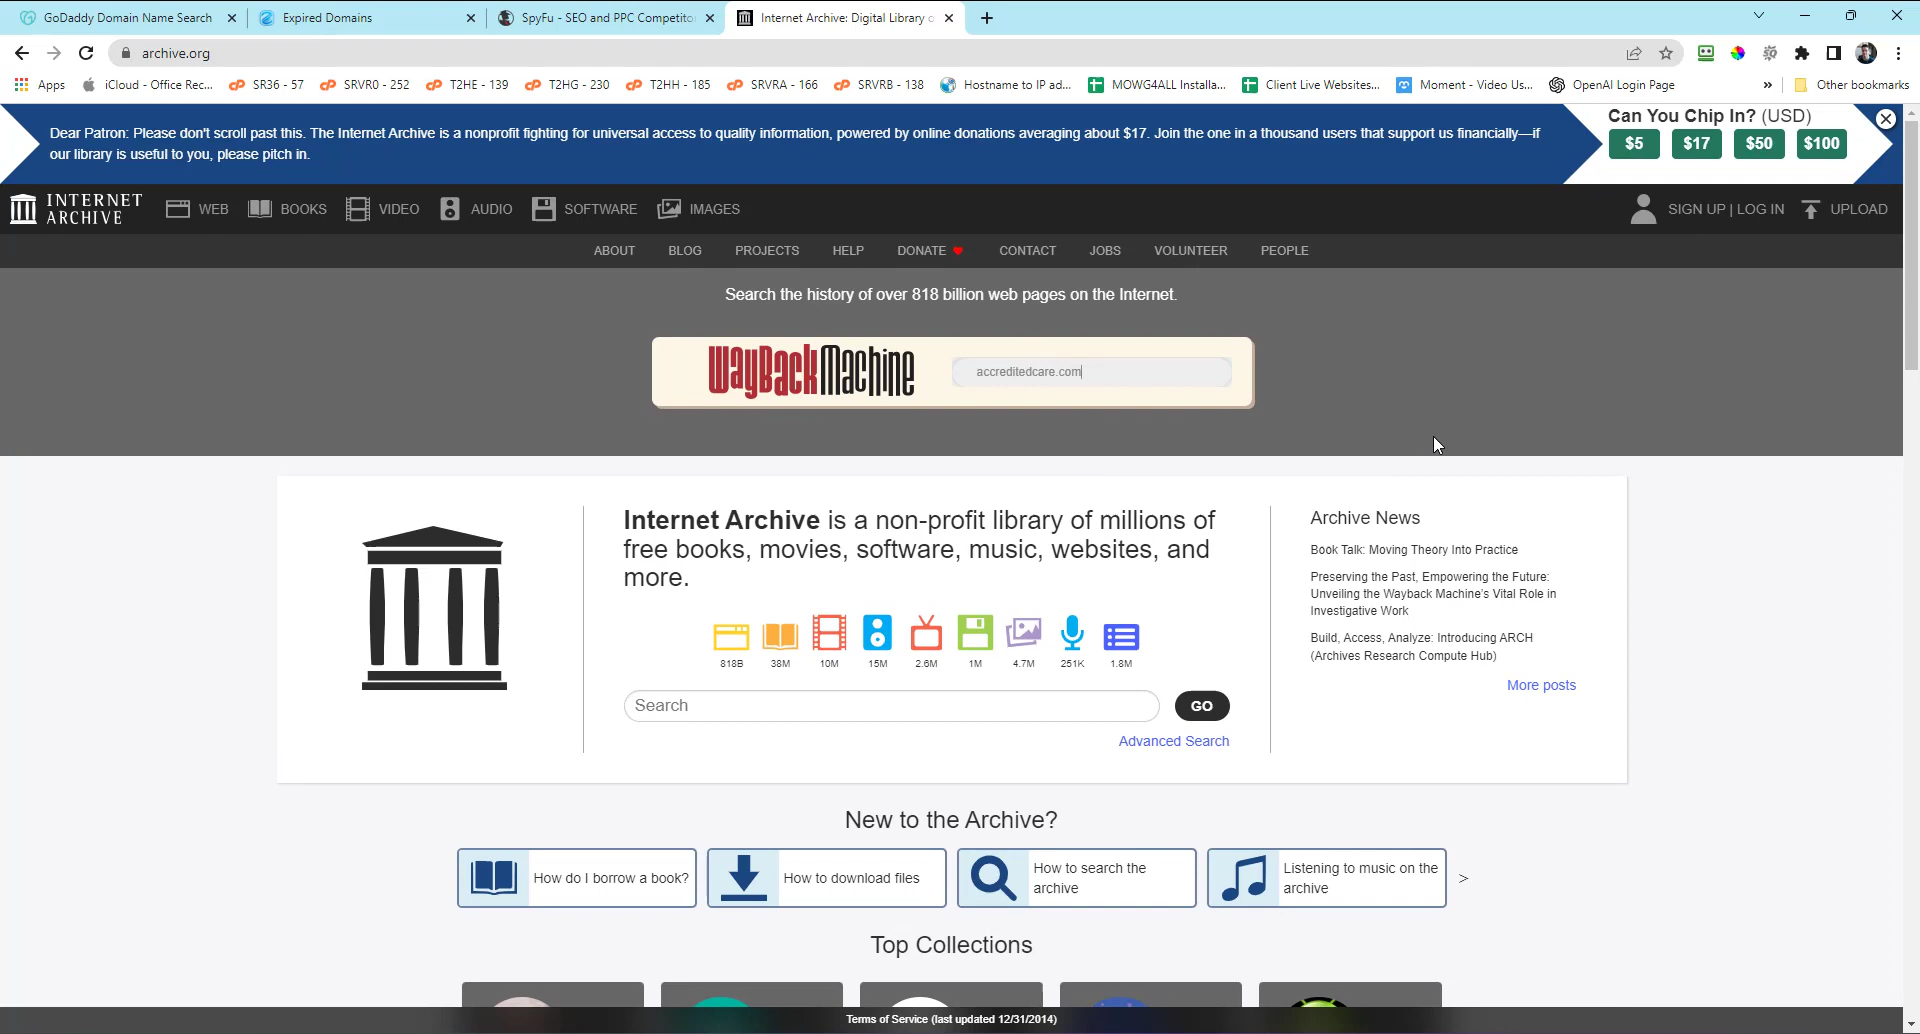 GoDaddy Domain Name Search
Expired Domains
SpyFu - SEO and PPC Competitor
Internet Archive: Digital Library o
archive.org
Apps
iCloud - Office Rec...
SR36 - 57
SRVR0 - 252
T2HE - 139
T2HG - 230
T2HH - 185
SRVRA - 166
SRVRB - 138
Hostname to IP ad...
MOWG4ALL Installa...
Client Live Websites...
Moment - Video Us...
OpenAI Login Page
»
Other bookmarks
Dear Patron: Please don't scroll past this. The Internet Archive is a nonprofit fighting for universal access to quality information, powered by online donations averaging about $17. Join the one in a thousand users that support us financially—if
our library is useful to you, please pitch in.
Can You Chip In? (USD)
$5
$17
$50
$100
INTERNET
ARCHIVE
WEB
BOOKS
VIDEO
AUDIO
SOFTWARE
IMAGES
SIGN UP | LOG IN
UPLOAD
ABOUT
BLOG
PROJECTS
HELP
DONATE
CONTACT
JOBS
VOLUNTEER
PEOPLE
Search the history of over 818 billion web pages on the Internet.
WayBackMachine
accreditedcare.com
Internet Archive is a non-profit library of millions of
free books, movies, software, music, websites, and
more.
818B
38M
10M
15M
2.6M
1M
4.7M
251K
1.8M
Search
GO
Advanced Search
Archive News
Book Talk: Moving Theory Into Practice
Preserving the Past, Empowering the Future:
Unveiling the Wayback Machine's Vital Role in
Investigative Work
Build, Access, Analyze: Introducing ARCH
(Archives Research Compute Hub)
More posts
New to the Archive?
How do I borrow a book?
How to download files
How to search the
archive
Listening to music on the
archive
>
Top Collections
Terms of Service (last updated 12/31/2014)